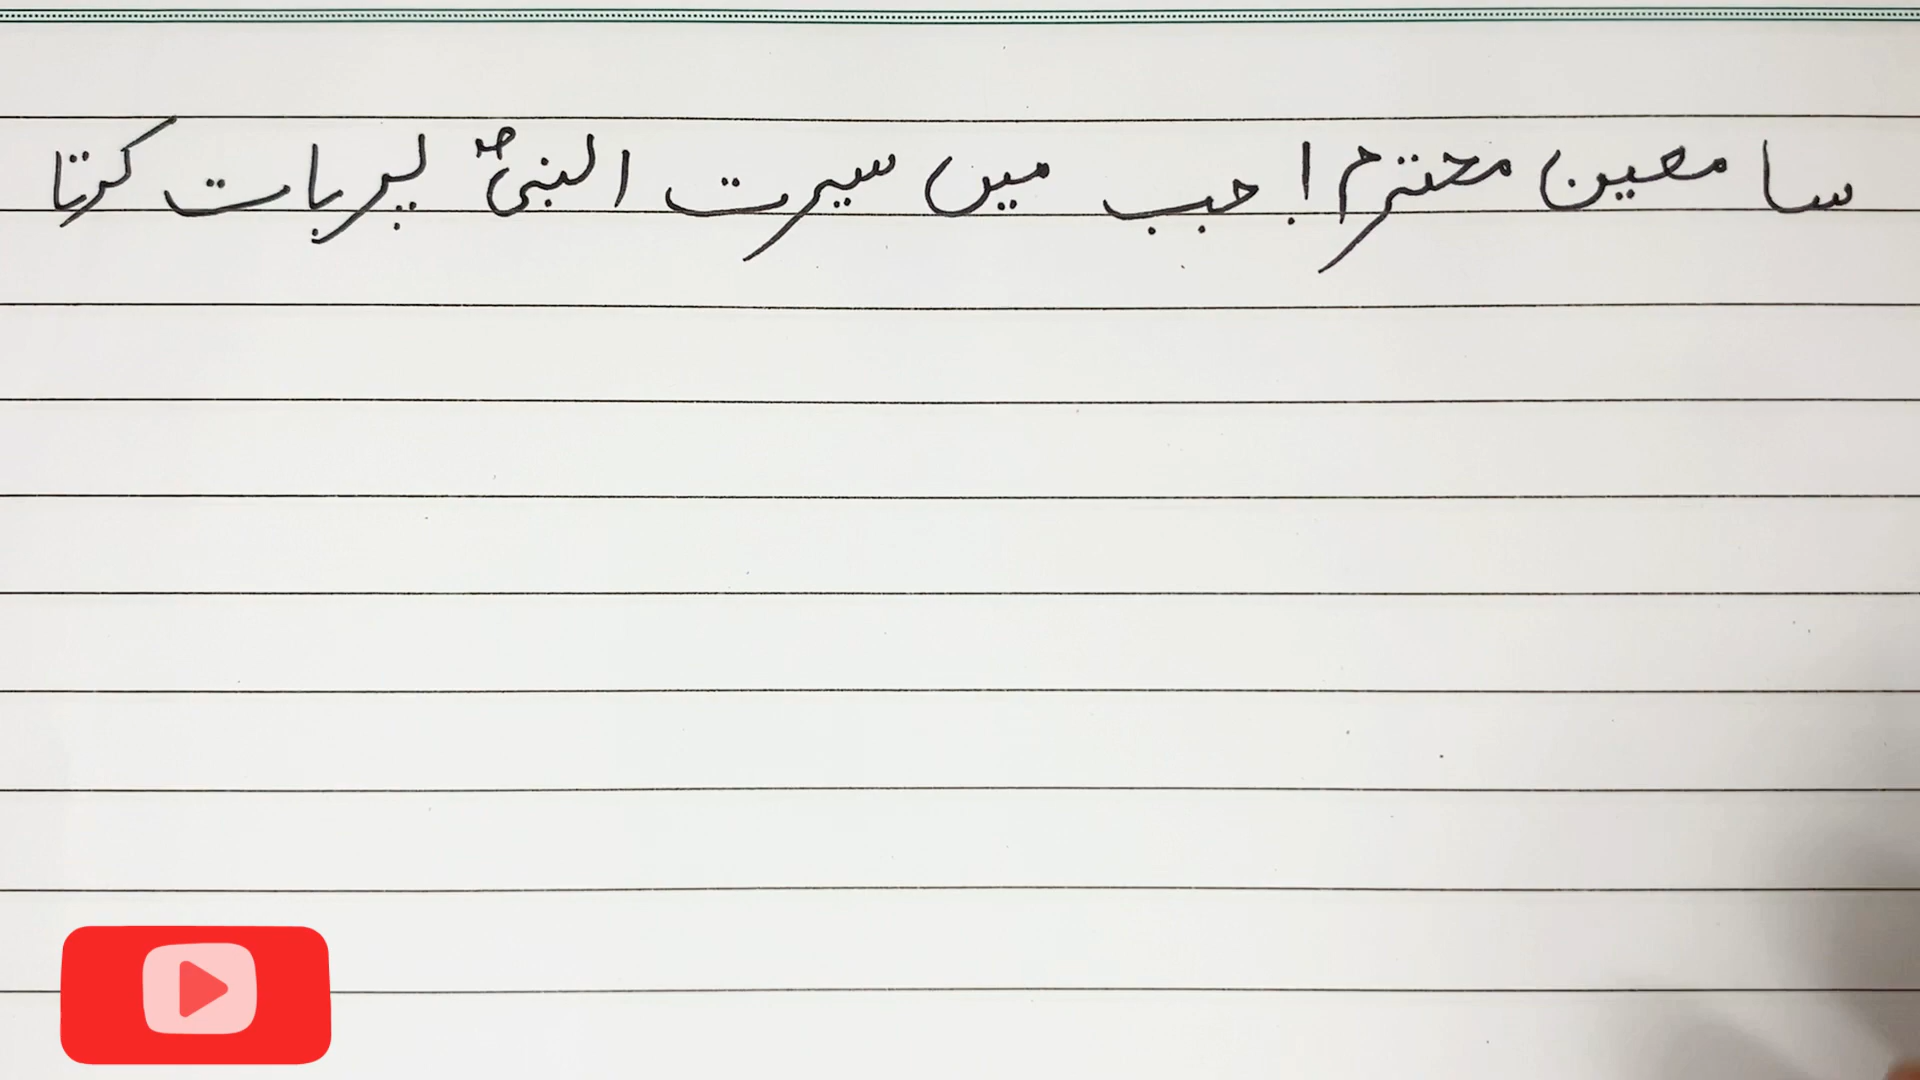 سامعین محترم! جب میں سیرت النبیؐ پر بات کرتا